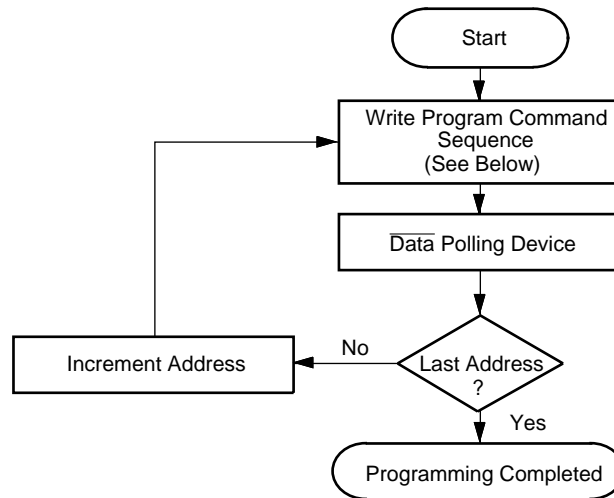 Start
Write Program Command
Sequence
(See Below)
Data Polling Device
Increment Address
No
Last Address
?
Yes
Programming Completed